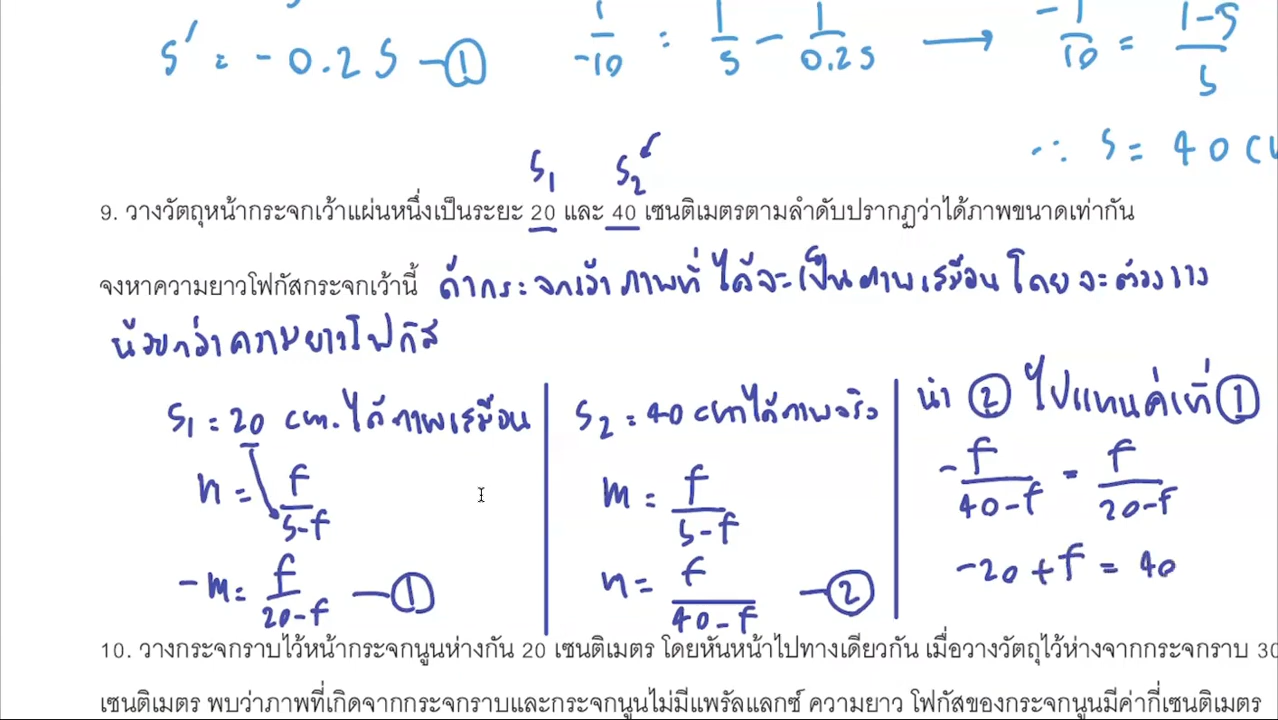 s' = -0.2s —①
1/-10 = 1/s - 1/0.2s → -1/10 = 1-5/s
∴ s = 40 c
s₁ s₂
9. วางวัตถุหน้ากระจกเว้าแผ่นหนึ่งเป็นระยะ 20 และ 40 เซนติเมตรตามลำดับปรากฏว่าได้ภาพขนาดเท่ากัน
จงหาความยาวโฟกัสกระจกเว้านี้ ถ้ากระจกเว้า ภาพที่ได้จะเป็นภาพเสมือน โดยจะต้องวาง
น้อยกว่าความยาวโฟกัส
s₁ = 20 cm. ได้ภาพเสมือน
m = f/s-f
-m = f/20-f —①
s₂ = 40 cm ได้ภาพจริง
m = f/s-f
m = f/40-f —②
นำ ② ไปแทนค่าที่ ①
-f/40-f = f/20-f
-20+f = 40
10. วางกระจกราบไว้หน้ากระจกนูนห่างกัน 20 เซนติเมตร โดยหันหน้าไปทางเดียวกัน เมื่อวางวัตถุไว้ห่างจากกระจกราบ 30
เซนติเมตร พบว่าภาพที่เกิดจากกระจกราบและกระจกนูนไม่มีแพรัลแลกซ์ ความยาว โฟกัสของกระจกนูนมีค่ากี่เซนติเมตร